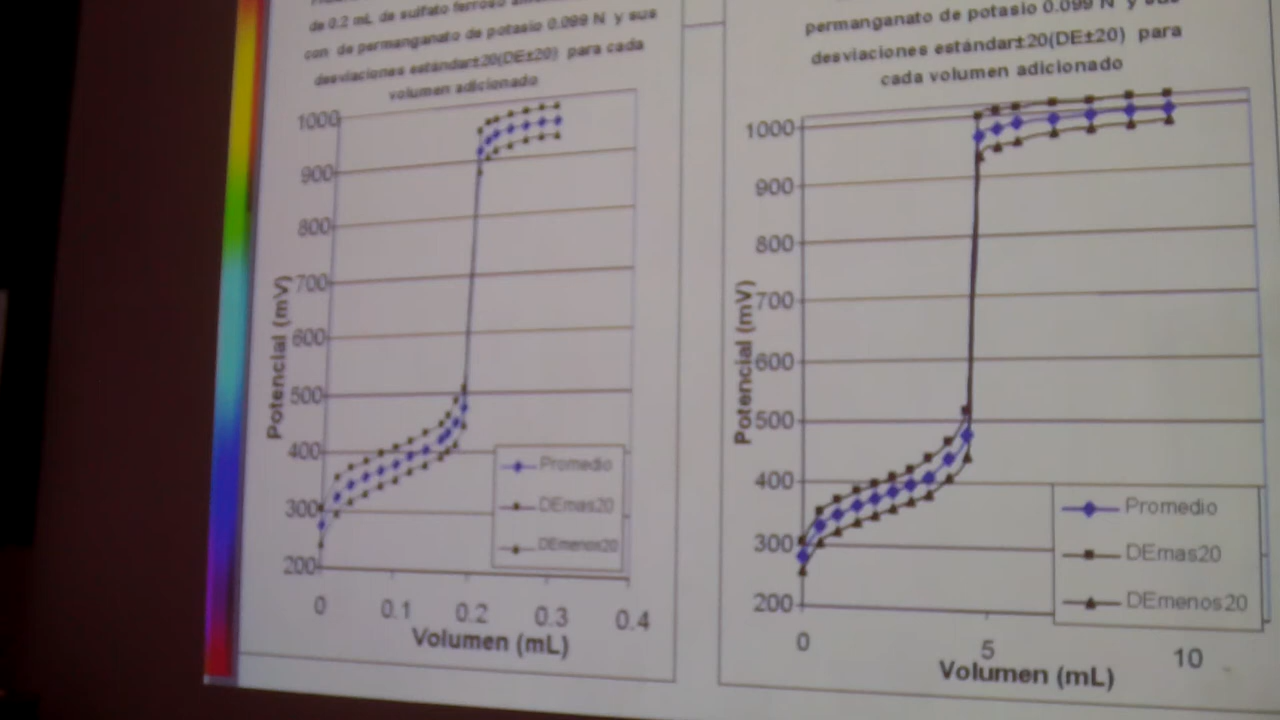 de 0.2 mL de sulfato ferroso
con de permanganato de potasio 0.099 N y sus
desviaciones estándar±20(DE±20) para cada
volumen adicionado
1000
900
800
700
600
500
400
300
200
Potencial (mV)
0 0.1 0.2 0.3 0.4
Volumen (mL)
Promedio
DEmas20
DEmenos20
permanganato de potasio 0.099 N y sus
desviaciones estándar±20(DE±20) para
cada volumen adicionado
1000
900
800
700
600
500
400
300
200
Potencial (mV)
0 5 10
Volumen (mL)
Promedio
DEmas20
DEmenos20